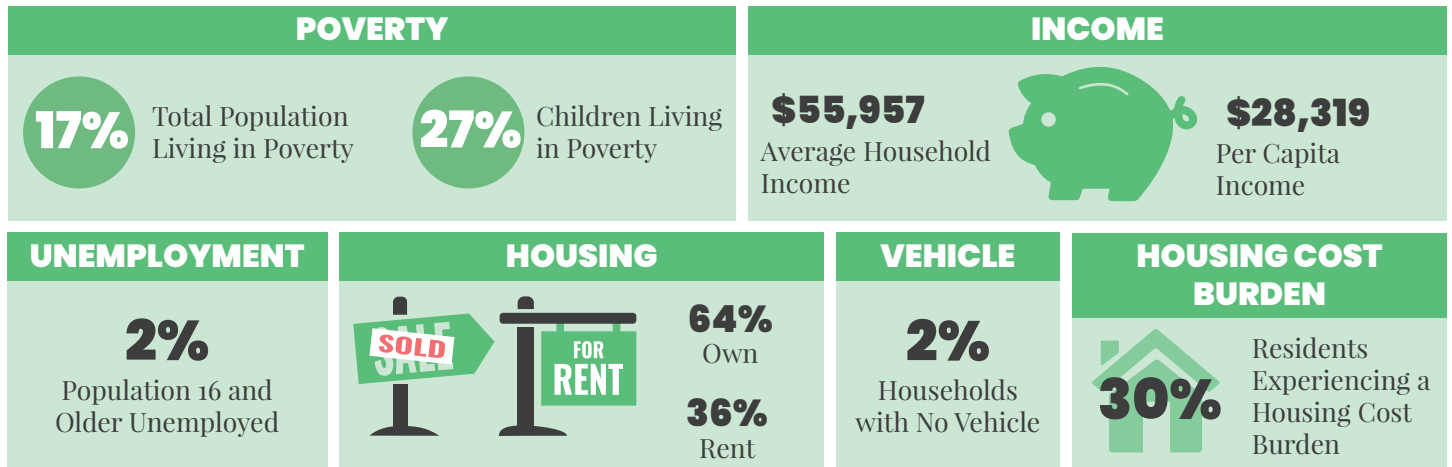 POVERTY
17%
Total Population
Living in Poverty
27%
Children Living
in Poverty
INCOME
$55,957
Average Household
Income
$28,319
Per Capita
Income
UNEMPLOYMENT
2%
Population 16 and
Older Unemployed
HOUSING
SALE
SOLD
FOR
RENT
64%
Own
36%
Rent
VEHICLE
2%
Households
with No Vehicle
HOUSING COST
BURDEN
30%
Residents
Experiencing a
Housing Cost
Burden